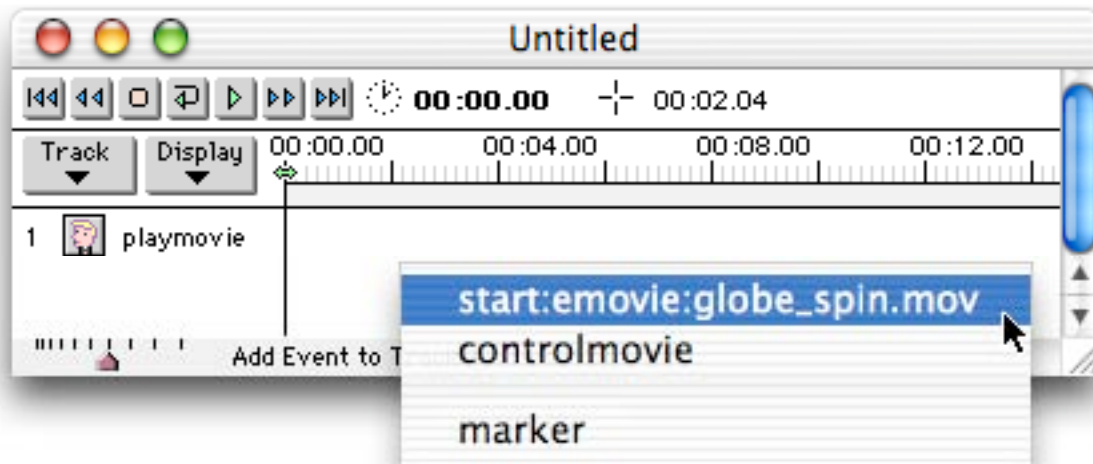 Untitled
00:00.00 00:02.04
Track Display 00:00.00 00:04.00 00:08.00 00:12.00
1 playmovie
start:emovie:globe_spin.mov
controlmovie
Add Event to T
marker